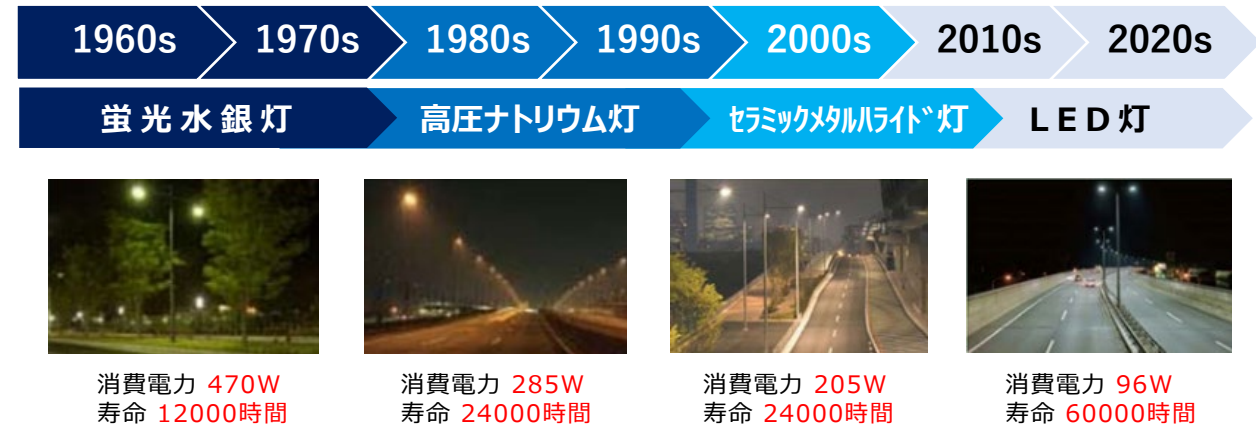 1960s 1970s 1980s 1990s 2000s 2010s 2020s
蛍光水銀灯 高圧ナトリウム灯 ｾﾗﾐｯｸﾒﾀﾙﾊﾗｲﾄﾞ灯 LED灯
消費電力 470W 消費電力 285W 消費電力 205W 消費電力 96W
寿命 12000時間 寿命 24000時間 寿命 24000時間 寿命 60000時間